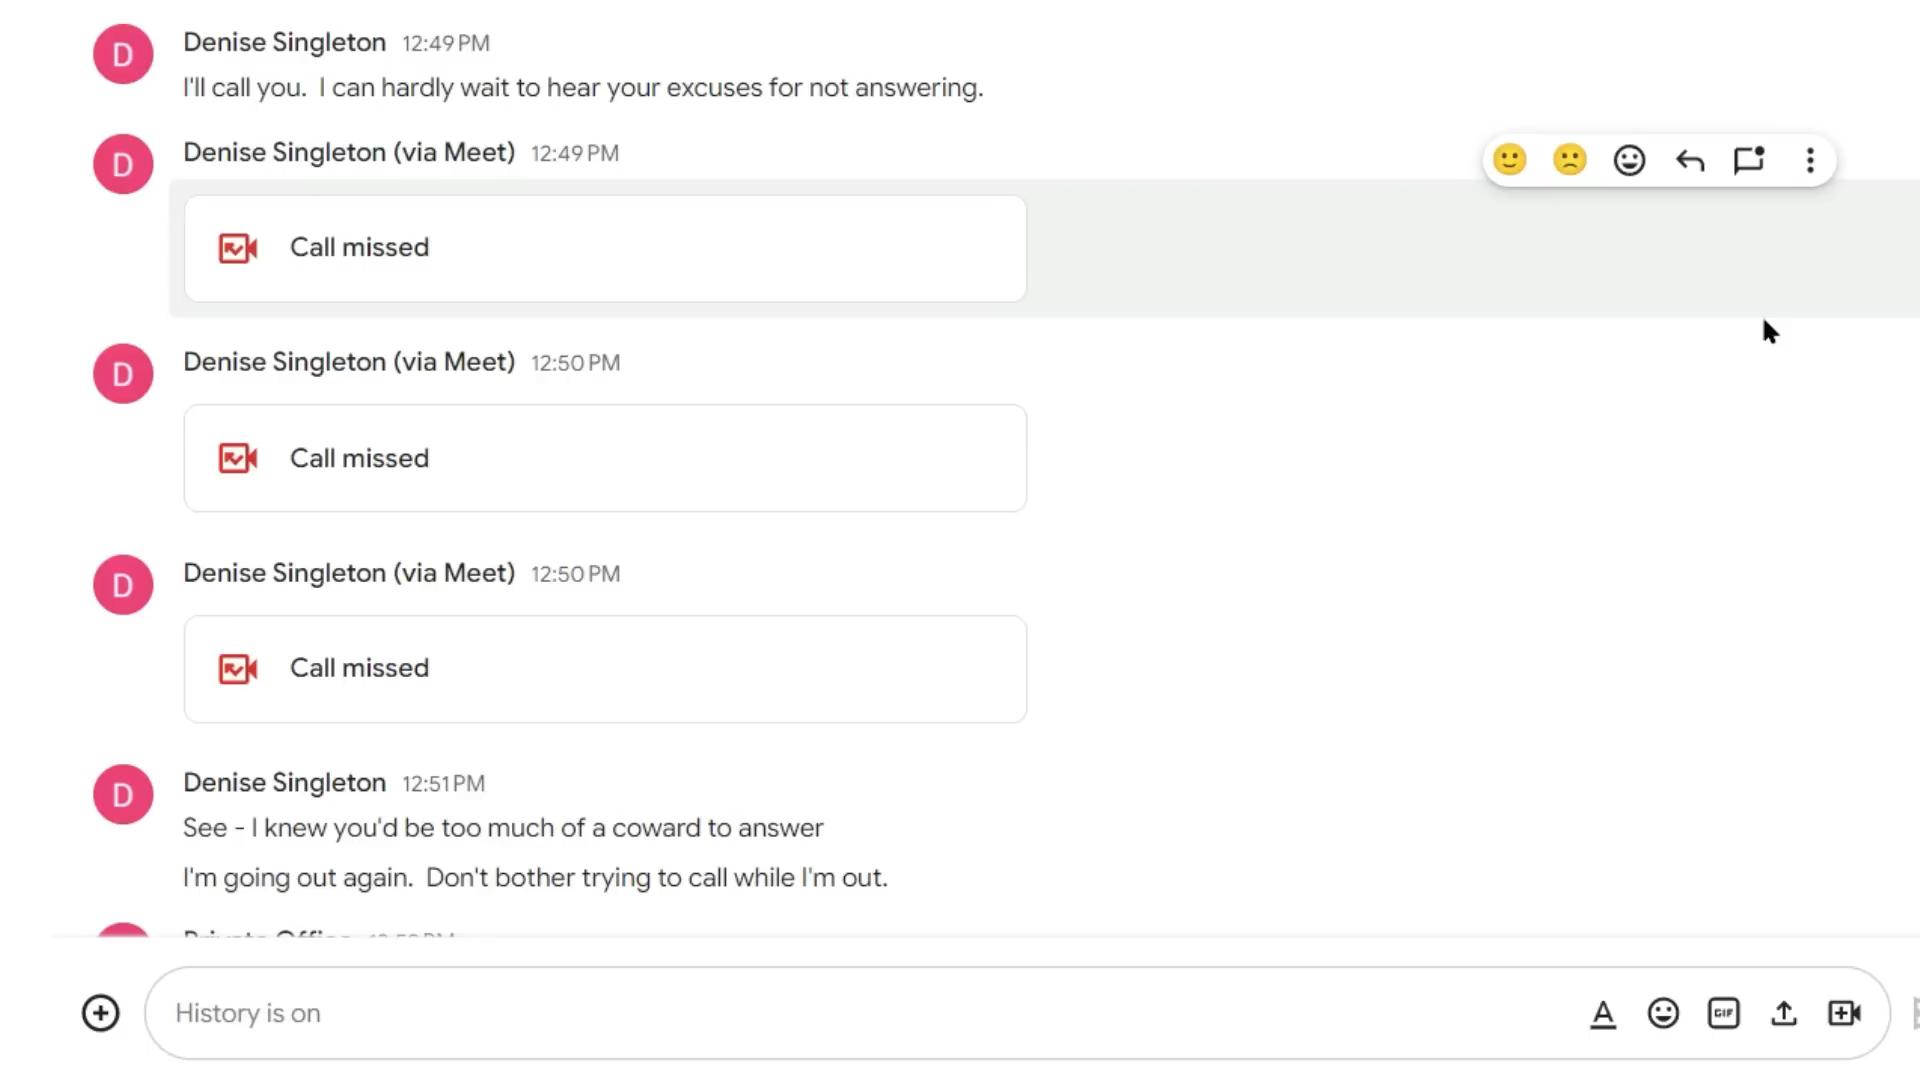 D
Denise Singleton 12:49 PM
I'll call you.  I can hardly wait to hear your excuses for not answering.
D
Denise Singleton (via Meet) 12:49 PM
Call missed
D
Denise Singleton (via Meet) 12:50 PM
Call missed
D
Denise Singleton (via Meet) 12:50 PM
Call missed
D
Denise Singleton 12:51 PM
See - I knew you'd be too much of a coward to answer
I'm going out again.  Don't bother trying to call while I'm out.
Private Office
History is on
A
GIF